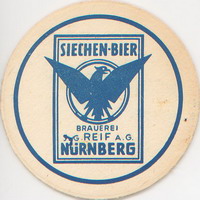 SIECHEN-BIER
BRAUEREI
G. REIF A.G.
NÜRNBERG